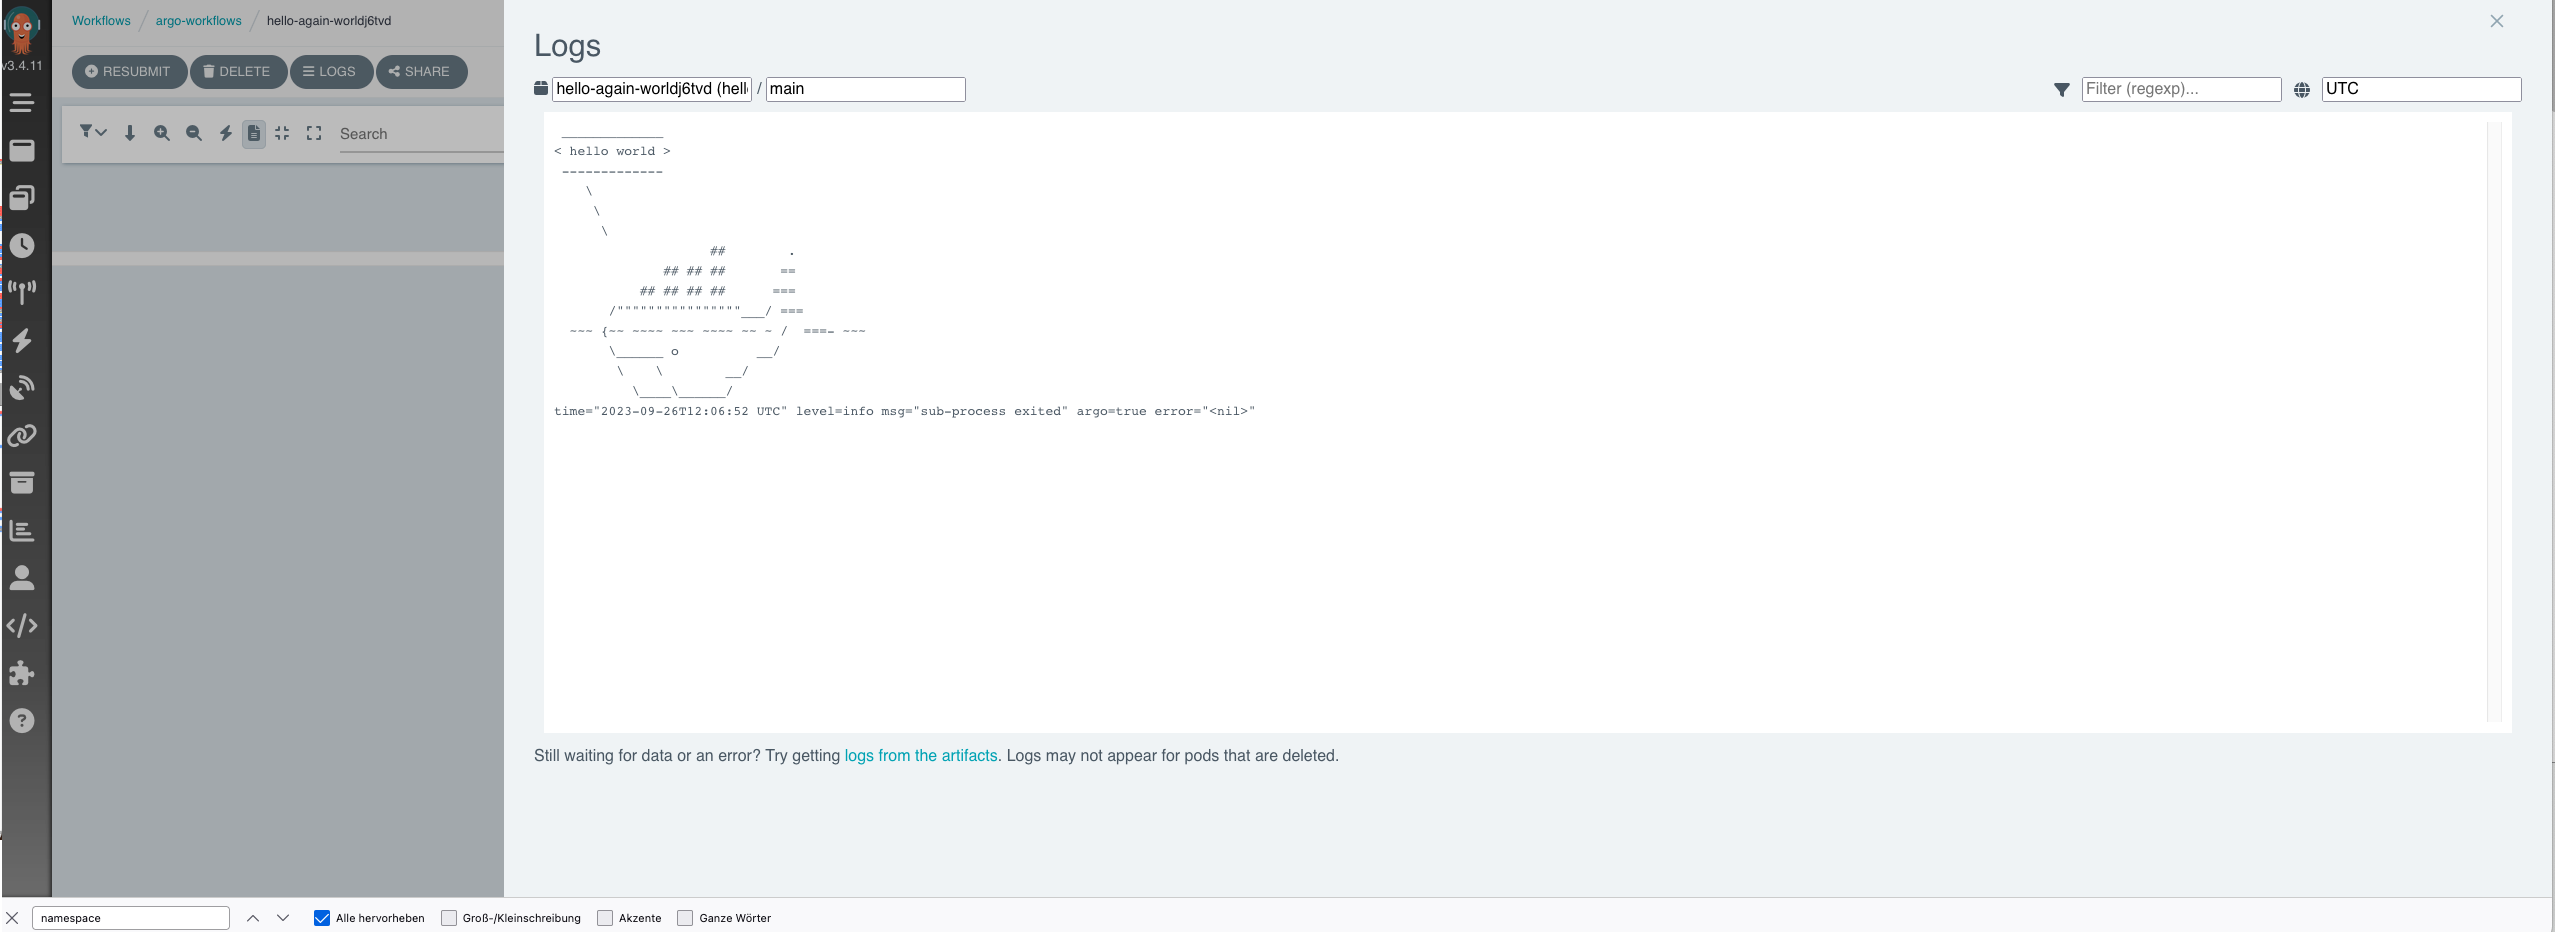 Workflows / argo-workflows / hello-again-worldj6tvd
v3.4.11
RESUBMIT DELETE LOGS SHARE
Search
Logs
hello-again-worldj6tvd (hell / main
Filter (regexp)... UTC
 _____________
< hello world >
 -------------
    \
     \
      \
                    ##        .
              ## ## ##       ==
           ## ## ## ##      ===
       /""""""""""""""""___/ ===
  ~~~ {~~ ~~~~ ~~~ ~~~~ ~~ ~ /  ===- ~~~
       \______ o          __/
        \    \        __/
          \____\______/
time="2023-09-26T12:06:52 UTC" level=info msg="sub-process exited" argo=true error="<nil>"
Still waiting for data or an error? Try getting logs from the artifacts. Logs may not appear for pods that are deleted.
namespace Alle hervorheben Groß-/Kleinschreibung Akzente Ganze Wörter